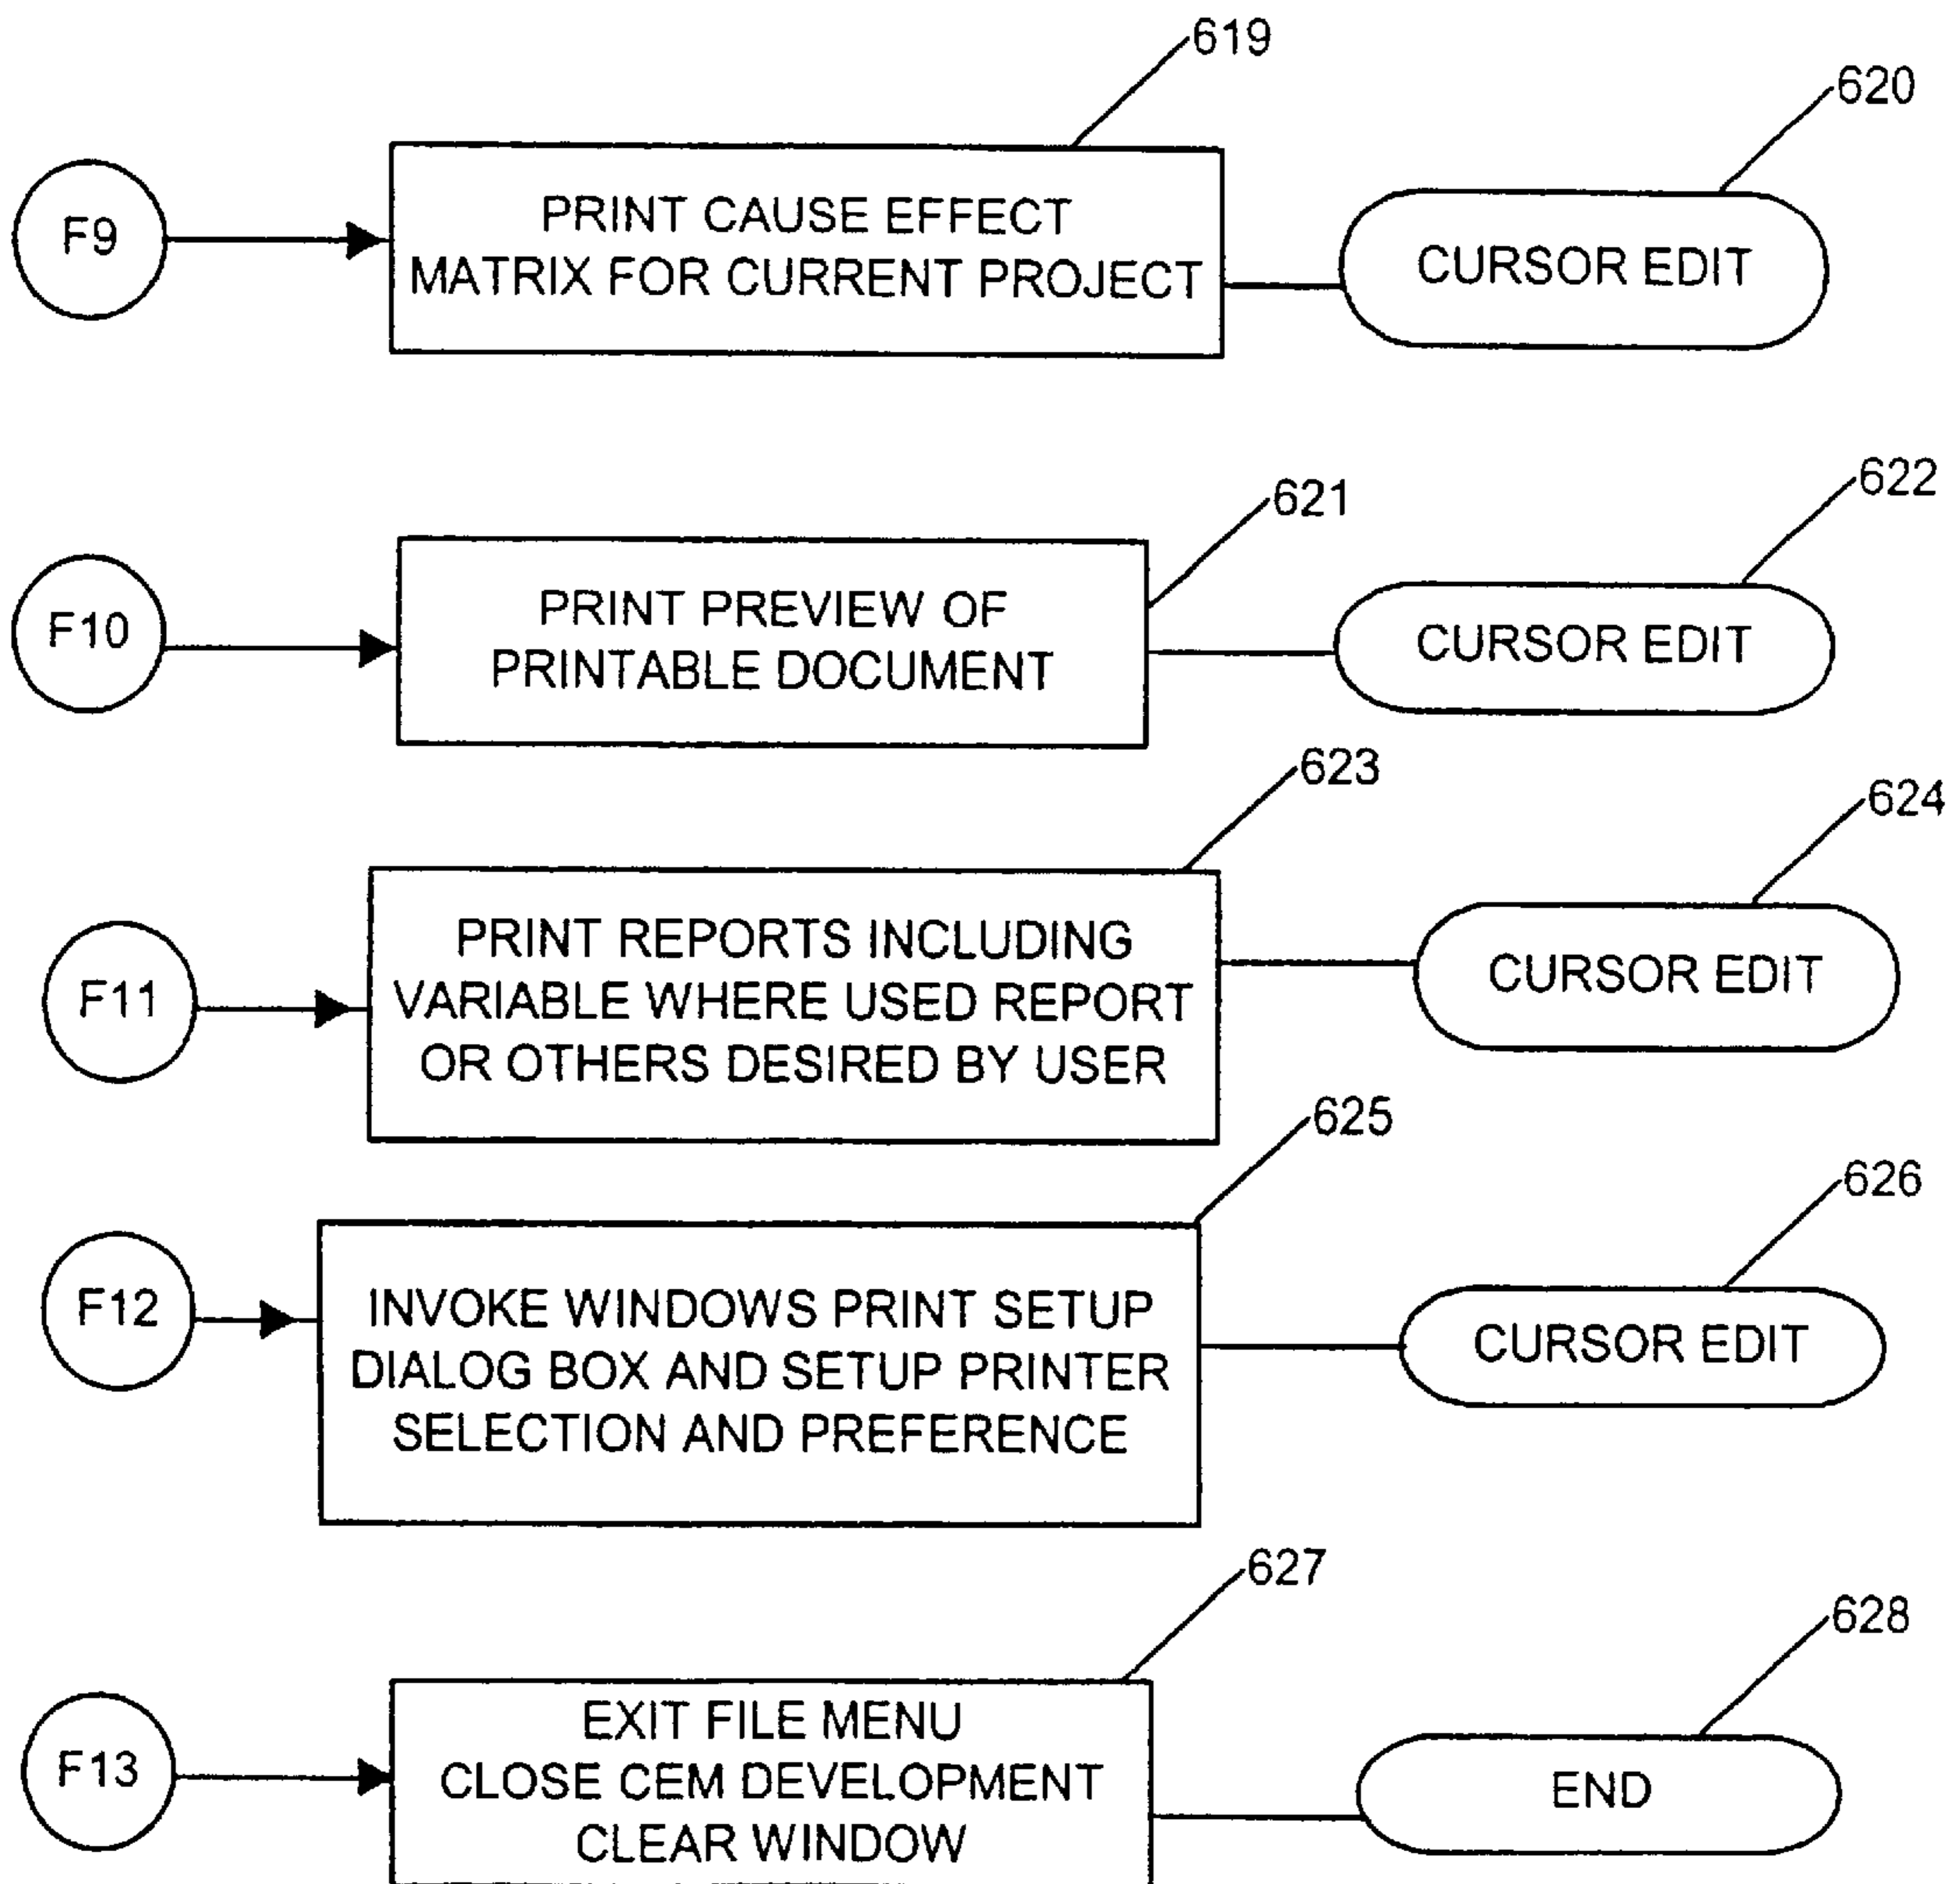 619
620
F9
PRINT CAUSE EFFECT
MATRIX FOR CURRENT PROJECT
CURSOR EDIT
621
622
F10
PRINT PREVIEW OF
PRINTABLE DOCUMENT
CURSOR EDIT
623
624
F11
PRINT REPORTS INCLUDING
VARIABLE WHERE USED REPORT
OR OTHERS DESIRED BY USER
CURSOR EDIT
625
626
F12
INVOKE WINDOWS PRINT SETUP
DIALOG BOX AND SETUP PRINTER
SELECTION AND PREFERENCE
CURSOR EDIT
627
628
F13
EXIT FILE MENU
CLOSE CEM DEVELOPMENT
CLEAR WINDOW
END